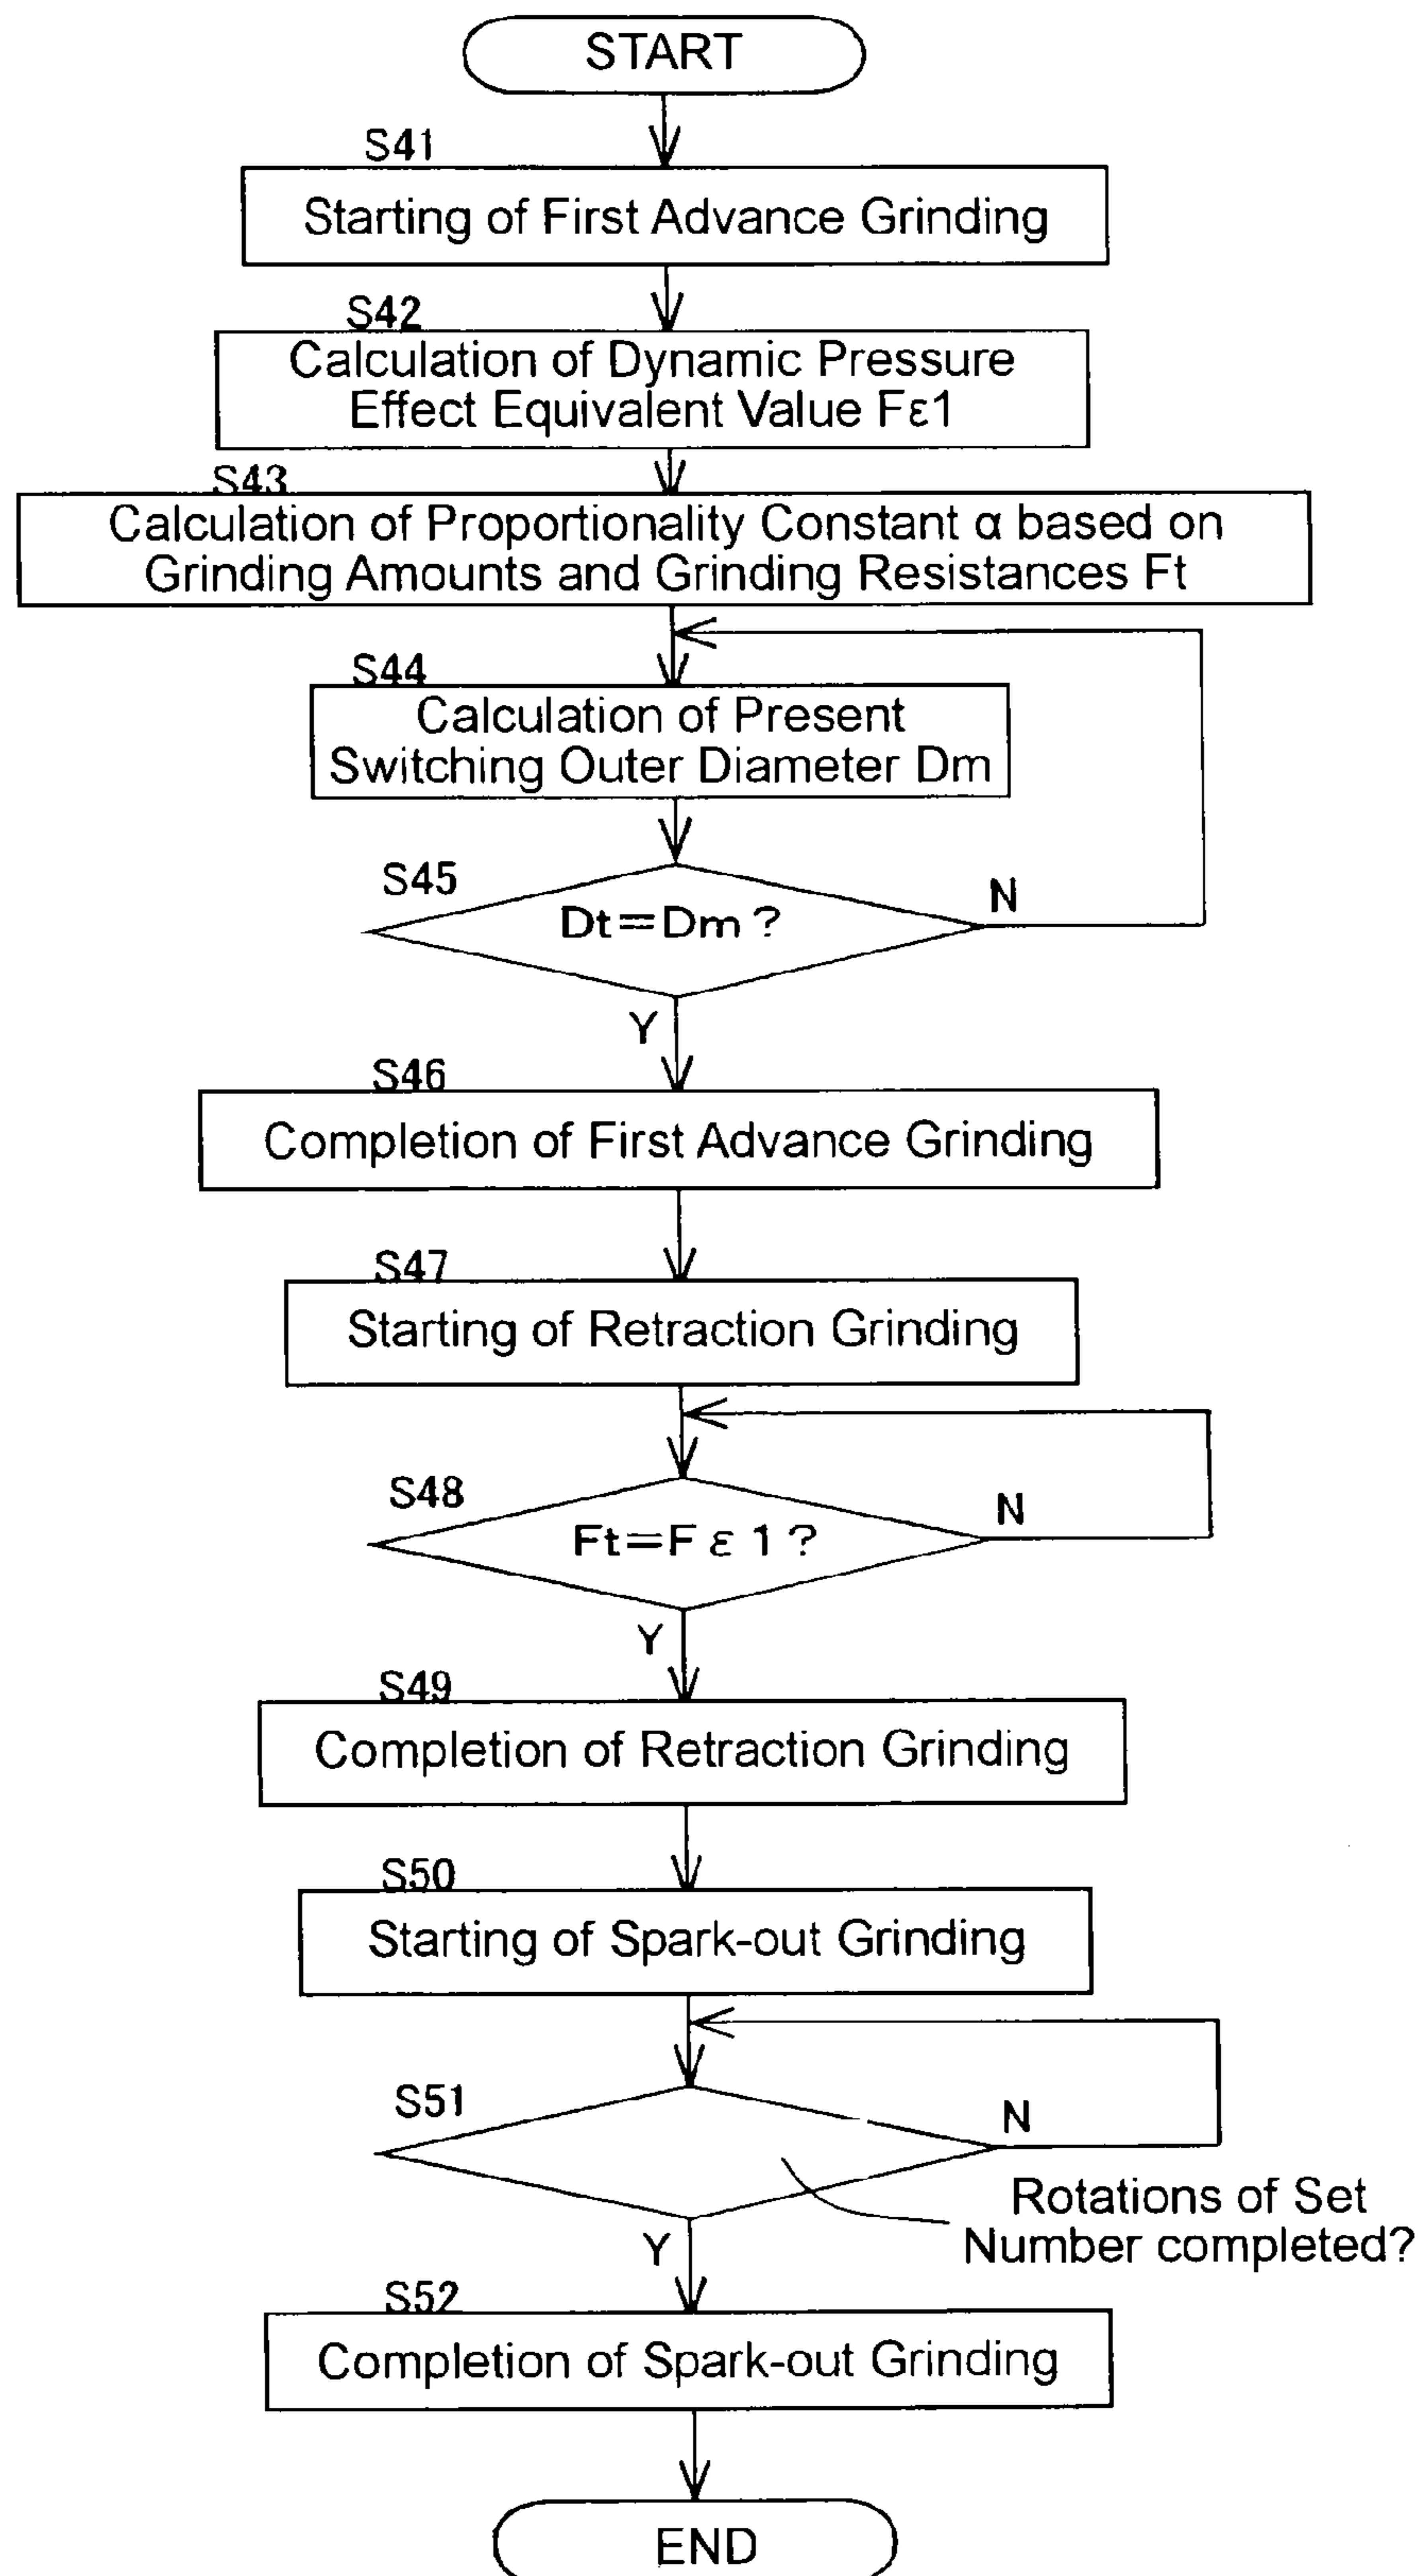 START
S41
Starting of First Advance Grinding
S42
Calculation of Dynamic Pressure
Effect Equivalent Value Fε1
S43
Calculation of Proportionality Constant α based on
Grinding Amounts and Grinding Resistances Ft
S44
Calculation of Present
Switching Outer Diameter Dm
S45
Dt=Dm?
N
Y
S46
Completion of First Advance Grinding
S47
Starting of Retraction Grinding
S48
Ft=Fε1?
N
Y
S49
Completion of Retraction Grinding
S50
Starting of Spark-out Grinding
S51
N
Rotations of Set
Number completed?
Y
S52
Completion of Spark-out Grinding
END